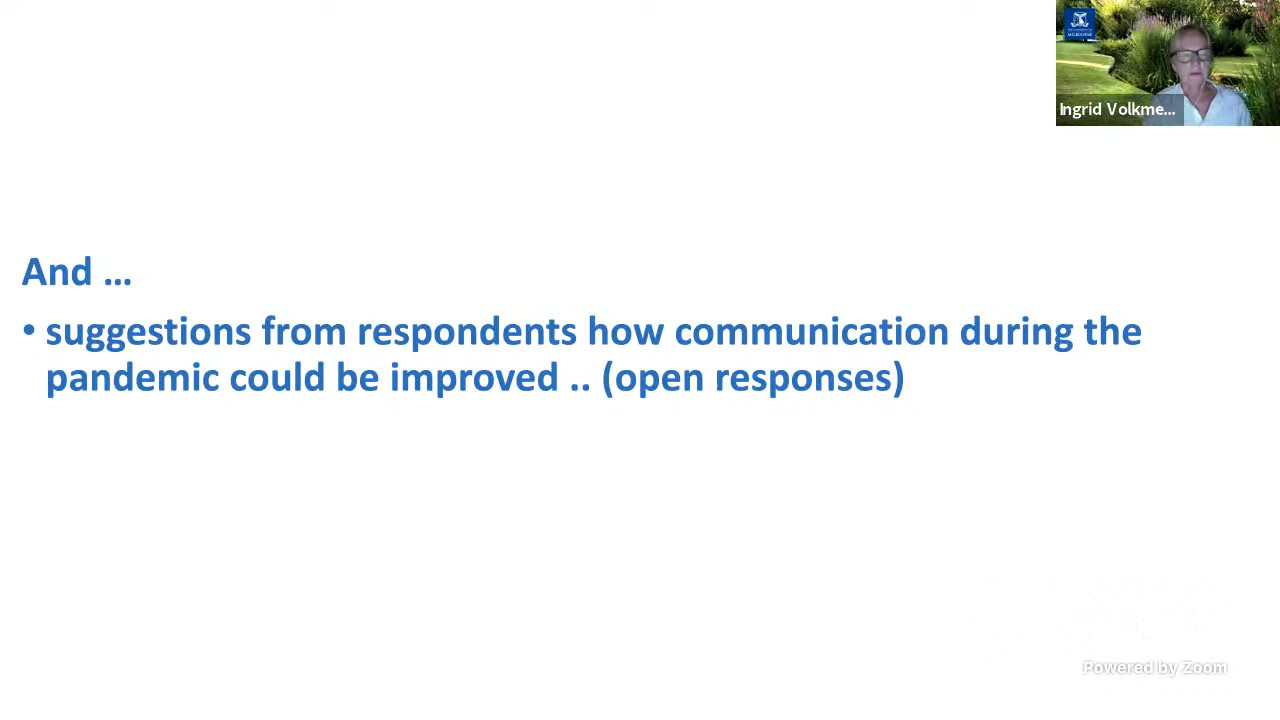 MELBOURNE
Ingrid Volkme...
And ...
• suggestions from respondents how communication during the
pandemic could be improved .. (open responses)
Powered by Zoom